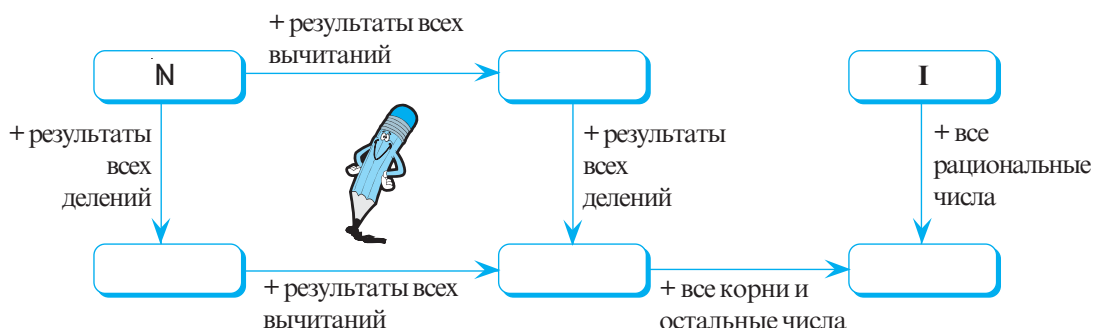 + результаты всех
вычитаний
ℕ
I
+ результаты
всех
делений
+ результаты
всех
делений
+ все
рациональные
числа
+ результаты всех
вычитаний
+ все корни и
остальные числа